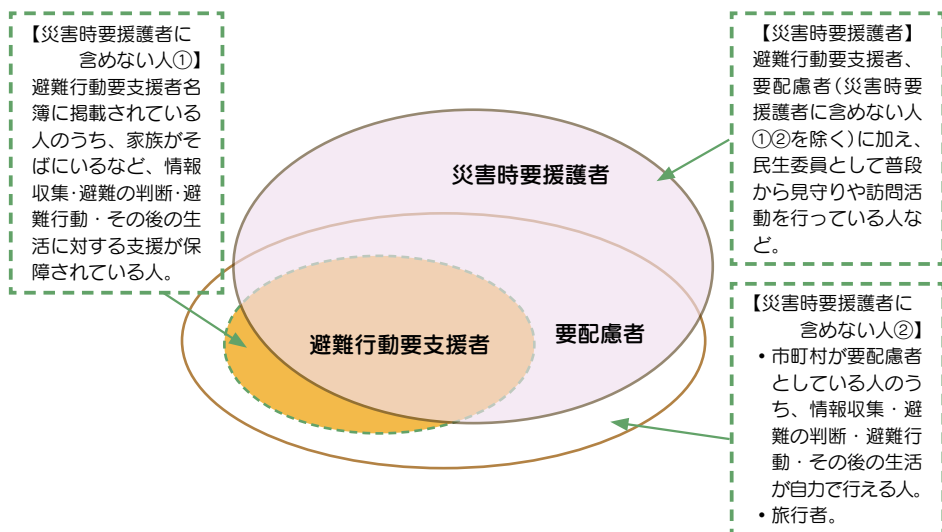 【災害時要援護者に
含めない人①】
避難行動要支援者名
簿に掲載されている
人のうち、家族がそ
ばにいるなど、情報
収集・避難の判断・避
難行動・その後の生
活に対する支援が保
障されている人。
【災害時要援護者】
避難行動要支援者、
要配慮者(災害時要
援護者に含めない人
①②を除く)に加え、
民生委員として普段
から見守りや訪問活
動を行っている人な
ど。
災害時要援護者
避難行動要支援者
要配慮者
【災害時要援護者に
含めない人②】
・市町村が要配慮者
としている人のう
ち、情報収集・避
難の判断・避難行
動・その後の生活
が自力で行える人。
・旅行者。